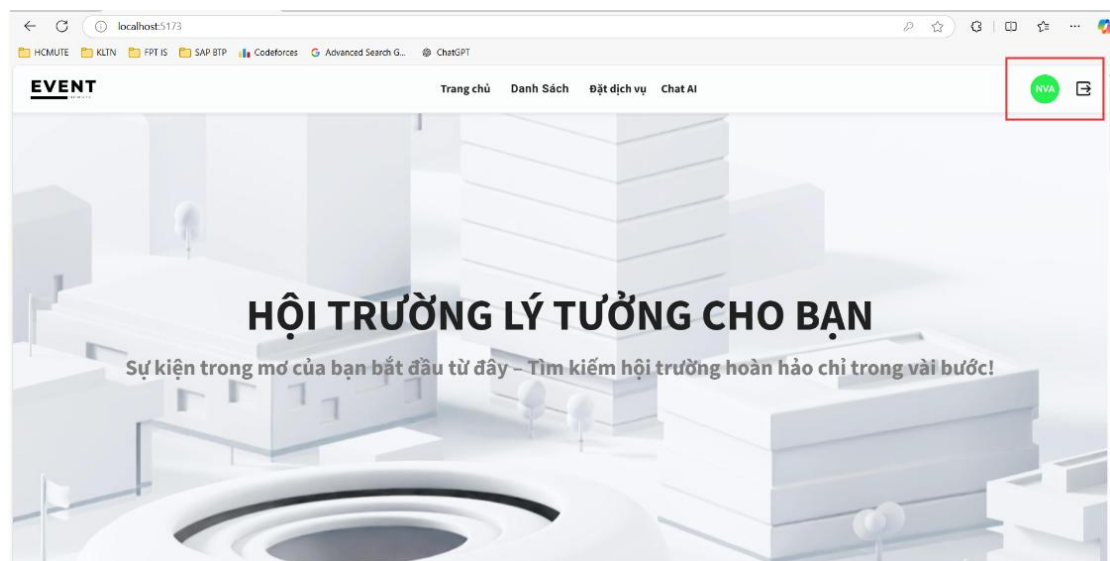 localhost:5173
HCMUTE KLTN FPT IS SAP BTP Codeforces Advanced Search G... ChatGPT
EVENT Trang chủ Danh Sách Đặt dịch vụ Chat AI NVA
HỘI TRƯỜNG LÝ TƯỞNG CHO BẠN
Sự kiện trong mơ của bạn bắt đầu từ đây – Tìm kiếm hội trường hoàn hảo chỉ trong vài bước!